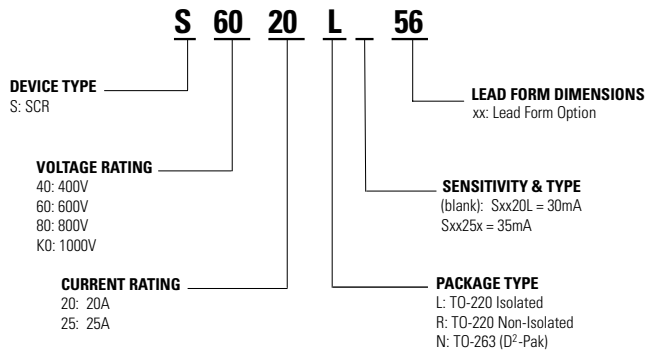 S 60 20 L _ 56
DEVICE TYPE
S: SCR
VOLTAGE RATING
40: 400V
60: 600V
80: 800V
K0: 1000V
CURRENT RATING
20: 20A
25: 25A
LEAD FORM DIMENSIONS
xx: Lead Form Option
SENSITIVITY & TYPE
(blank): Sxx20L = 30mA
Sxx25x = 35mA
PACKAGE TYPE
L: TO-220 Isolated
R: TO-220 Non-Isolated
N: TO-263 (D²-Pak)